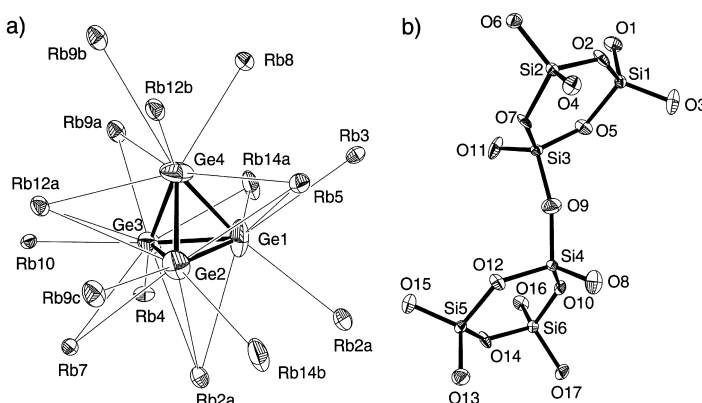 a)
Rb9b
Rb8
Rb12b
Rb9a
Rb3
Ge4
Rb14a
Rb12a
Rb5
Ge3
Ge1
Rb10
Ge2
Rb9c
Rb4
Rb7
Rb2a
Rb14b
Rb2a
b)
O6
O1
O2
Si2
Si1
O4
O3
O7
O5
O11
Si3
O9
Si4
O12
O15
O16
O8
O10
Si5
Si6
O14
O13
O17